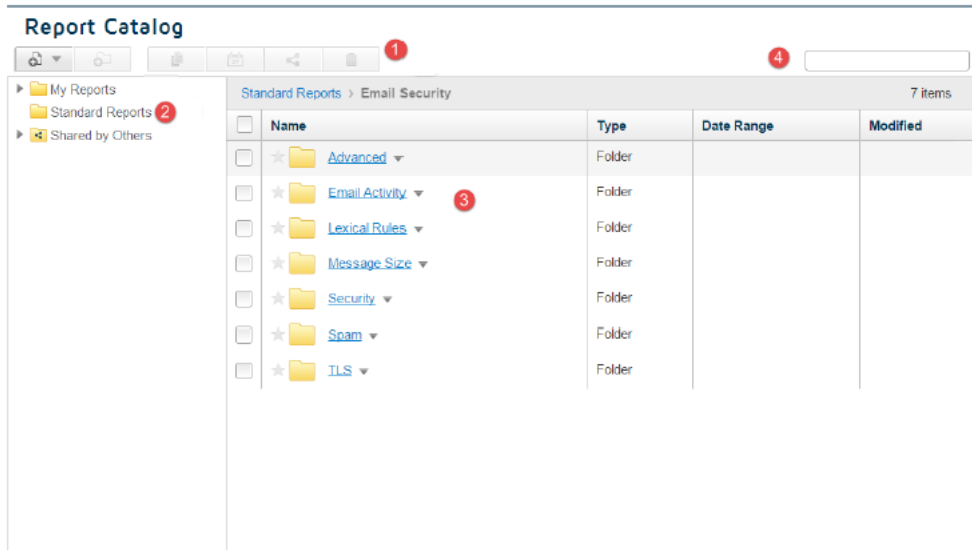 Report Catalog
1
4
My Reports
Standard Reports 2
Shared by Others
Standard Reports > Email Security 7 items
Name Type Date Range Modified
Advanced Folder
Email Activity Folder
3
Lexical Rules Folder
Message Size Folder
Security Folder
Spam Folder
TLS Folder